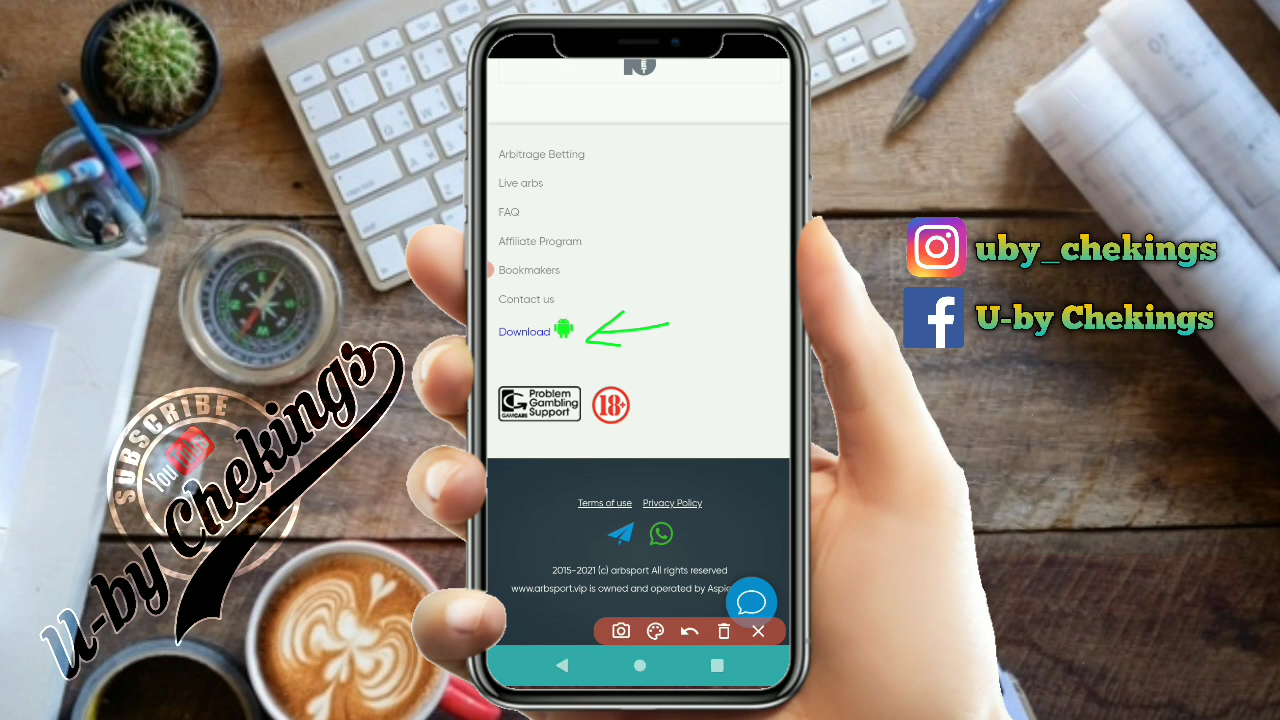 Arbitrage Betting
Live arbs
FAQ
Affiliate Program
Bookmakers
Contact us
Download
GAMCARE
Problem
Gambling
Support
18+
Terms of use Privacy Policy
2015-2021 (c) arbsport All rights reserved
www.arbsport.vip is owned and operated by
uby_chekings
U-by Chekings
SUBSCRIBE
YouTube
U-by Chekings